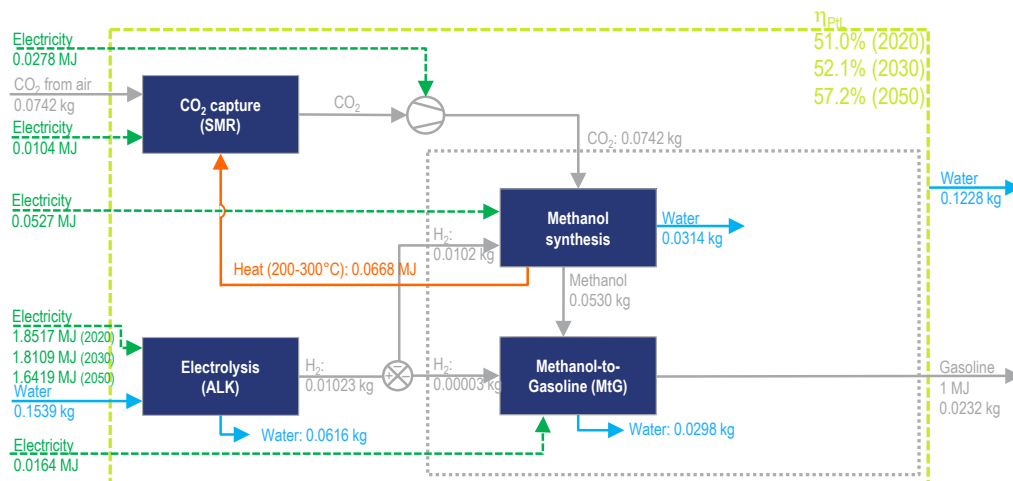 Electricity
0.0278 MJ
η_PtL
51.0% (2020)
52.1% (2030)
57.2% (2050)
CO₂ from air
0.0742 kg
CO₂ capture
(SMR)
CO₂
Electricity
0.0104 MJ
CO₂: 0.0742 kg
Water
0.1228 kg
Electricity
0.0527 MJ
Methanol
synthesis
Water
0.0314 kg
H₂:
0.0102 kg
Heat (200-300°C): 0.0668 MJ
Methanol
0.0530 kg
Electricity
1.8517 MJ (2020)
1.8109 MJ (2030)
1.6419 MJ (2050)
Electrolysis
(ALK)
H₂:
0.01023 kg
H₂:
0.00003 kg
Methanol-to-
Gasoline (MtG)
Gasoline
1 MJ
0.0232 kg
Water
0.1539 kg
Water: 0.0616 kg
Water: 0.0298 kg
Electricity
0.0164 MJ